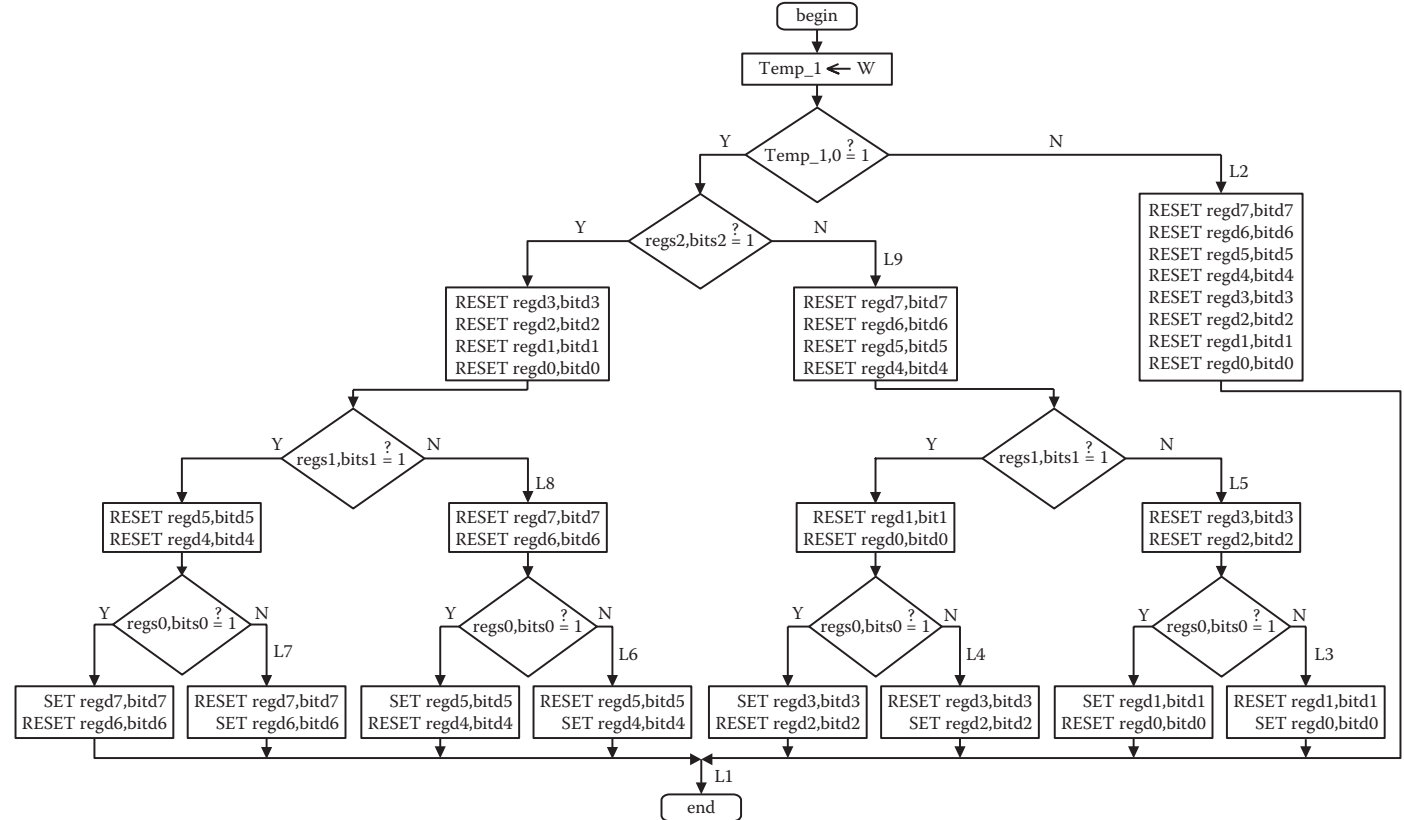 begin
Temp_1 ← W
Temp_1,0 ?= 1
Y
N
L2
regs2,bits2 ?= 1
Y
N
L9
RESET regd7,bitd7
RESET regd6,bitd6
RESET regd5,bitd5
RESET regd4,bitd4
RESET regd3,bitd3
RESET regd2,bitd2
RESET regd1,bitd1
RESET regd0,bitd0
RESET regd3,bitd3
RESET regd2,bitd2
RESET regd1,bitd1
RESET regd0,bitd0
RESET regd7,bitd7
RESET regd6,bitd6
RESET regd5,bitd5
RESET regd4,bitd4
Y
regs1,bits1 ?= 1
N
L8
Y
regs1,bits1 ?= 1
N
L5
RESET regd5,bitd5
RESET regd4,bitd4
RESET regd7,bitd7
RESET regd6,bitd6
RESET regd1,bit1
RESET regd0,bitd0
RESET regd3,bitd3
RESET regd2,bitd2
Y
regs0,bits0 ?= 1
N
L7
Y
regs0,bits0 ?= 1
N
L6
Y
regs0,bits0 ?= 1
N
L4
Y
regs0,bits0 ?= 1
N
L3
SET regd7,bitd7
RESET regd6,bitd6
RESET regd7,bitd7
SET regd6,bitd6
SET regd5,bitd5
RESET regd4,bitd4
RESET regd5,bitd5
SET regd4,bitd4
SET regd3,bitd3
RESET regd2,bitd2
RESET regd3,bitd3
SET regd2,bitd2
SET regd1,bitd1
RESET regd0,bitd0
RESET regd1,bitd1
SET regd0,bitd0
L1
end